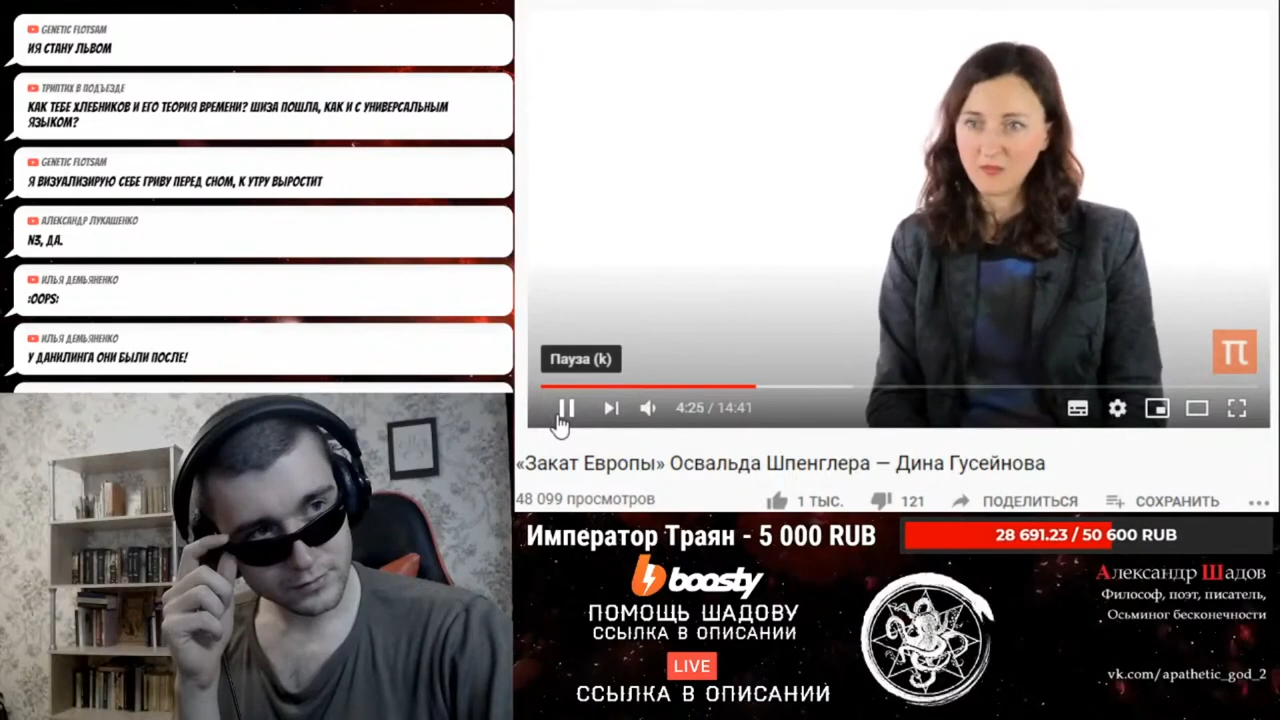 GENETIC FLOTSAM
ИЯ СТАНУ ЛЬВОМ
ТРИПТИХ В ПОДЪЕЗДЕ
КАК ТЕБЕ ХЛЕБНИКОВ И ЕГО ТЕОРИЯ ВРЕМЕНИ? ШИЗА ПОШЛА, КАК И С УНИВЕРСАЛЬНЫМ
ЯЗЫКОМ?
GENETIC FLOTSAM
Я ВИЗУАЛИЗИРУЮ СЕБЕ ГРИВУ ПЕРЕД СНОМ, К УТРУ ВЫРОСТИТ
АЛЕКСАНДР ЛУКАШЕНКО
N3, ДА.
ИЛЬЯ ДЕМЬЯНЕНКО
:OOPS:
ИЛЬЯ ДЕМЬЯНЕНКО
У ДАНИЛИНГА ОНИ БЫЛИ ПОСЛЕ!
π
Пауза (k)
4:25 / 14:41
«Закат Европы» Освальда Шпенглера — Дина Гусейнова
48 099 просмотров
1 ТЫС.
121
ПОДЕЛИТЬСЯ
СОХРАНИТЬ
Император Траян - 5 000 RUB
28 691.23 / 50 600 RUB
boosty
ПОМОЩЬ ШАДОВУ
ССЫЛКА В ОПИСАНИИ
LIVE
ССЫЛКА В ОПИСАНИИ
Александр Шадов
Философ, поэт, писатель,
Осьминог бесконечности
vk.com/apathetic_god_2